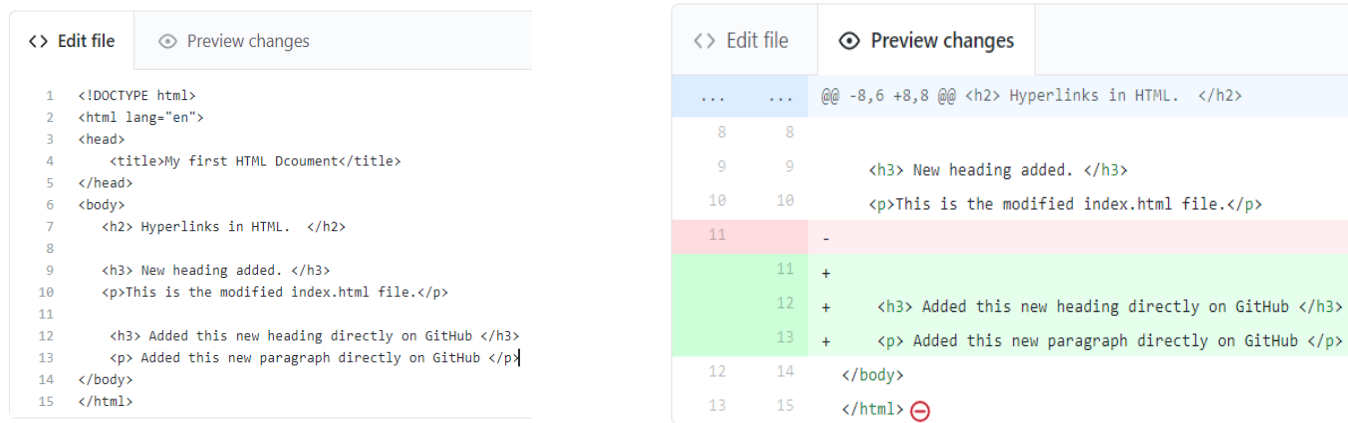 <> Edit file Preview changes
1 <!DOCTYPE html>
2 <html lang="en">
3 <head>
4 <title>My first HTML Dcoument</title>
5 </head>
6 <body>
7 <h2> Hyperlinks in HTML.  </h2>
8
9 <h3> New heading added. </h3>
10 <p>This is the modified index.html file.</p>
11
12 <h3> Added this new heading directly on GitHub </h3>
13 <p> Added this new paragraph directly on GitHub </p>
14 </body>
15 </html>
<> Edit file Preview changes
... ... @@ -8,6 +8,8 @@ <h2> Hyperlinks in HTML.  </h2>
8 8
9 9 <h3> New heading added. </h3>
10 10 <p>This is the modified index.html file.</p>
11 -
11 +
12 + <h3> Added this new heading directly on GitHub </h3>
13 + <p> Added this new paragraph directly on GitHub </p>
12 14 </body>
13 15 </html>